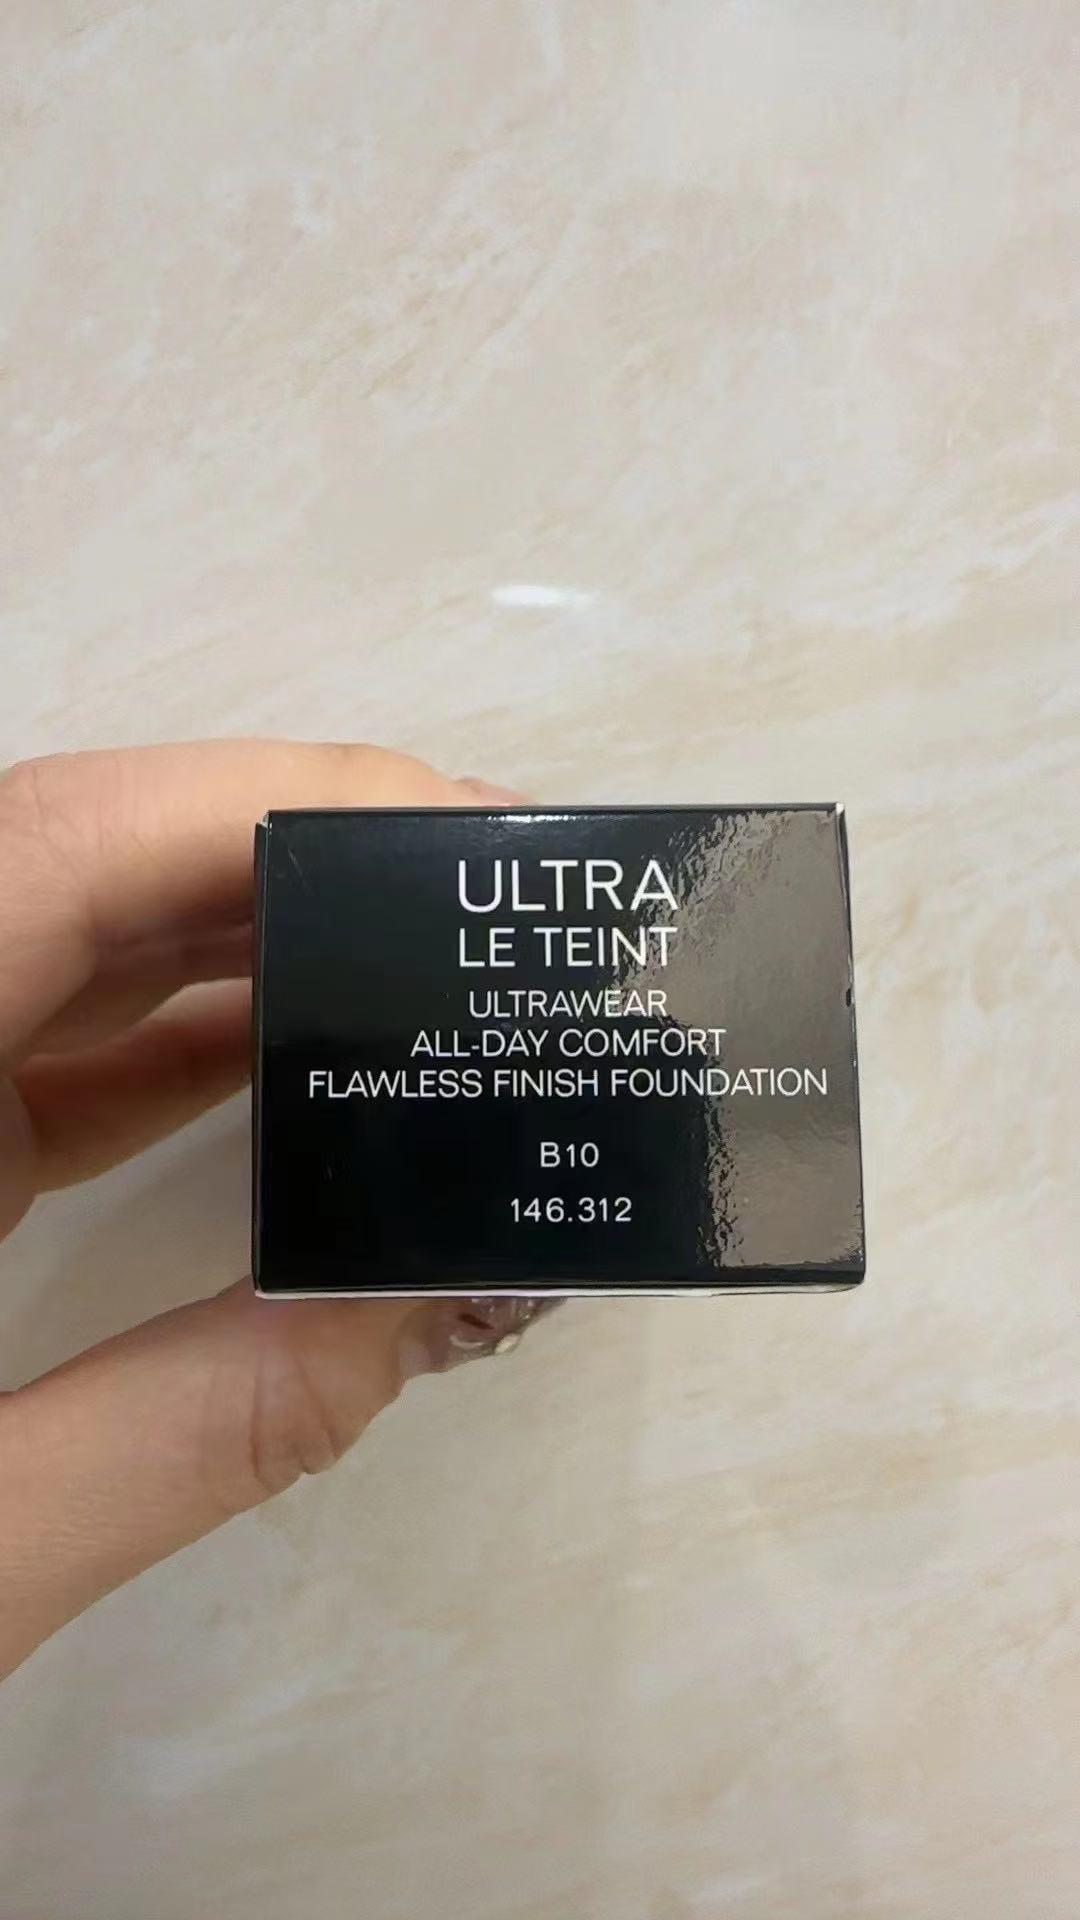 ULTRA
LE TEINT
ULTRAWEAR
ALL-DAY COMFORT
FLAWLESS FINISH FOUNDATION
B10
146.312